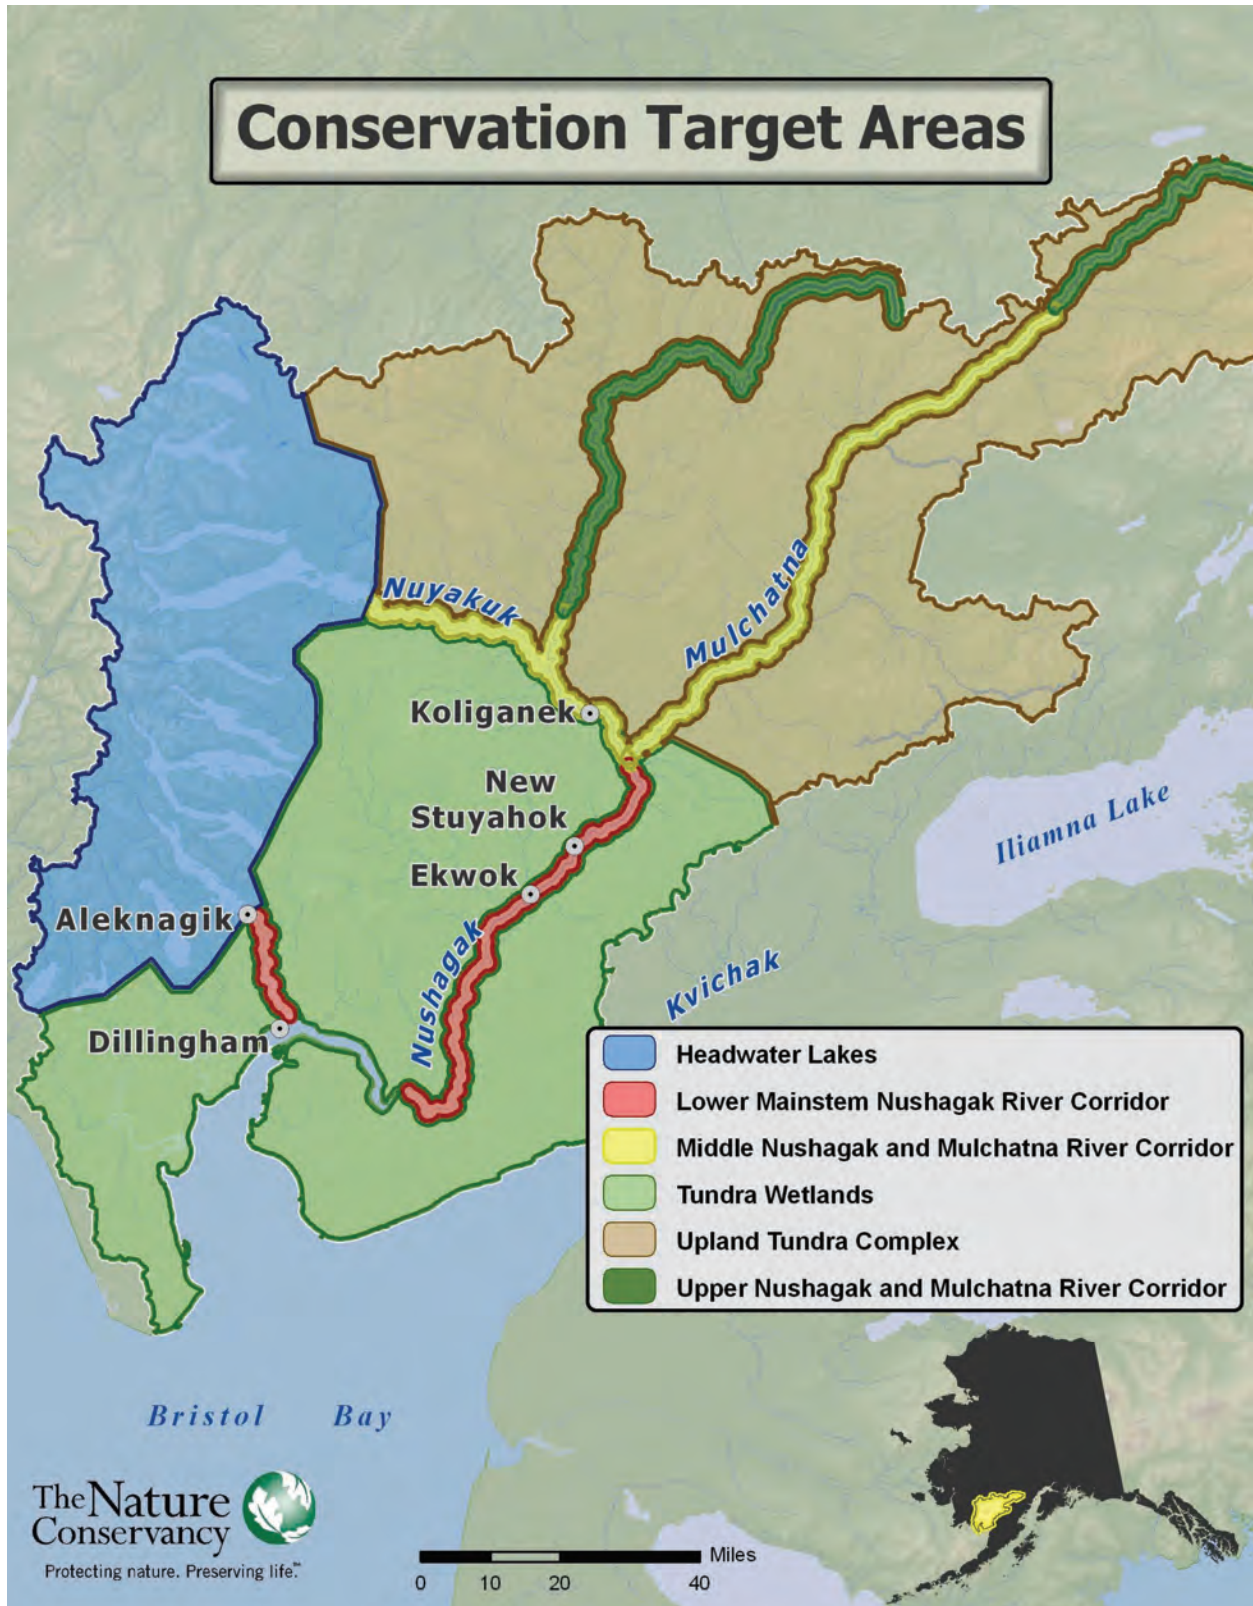 Conservation Target Areas
Nuyakuk
Mulchatna
Koliganek
New
Stuyahok
Ekwok
Iliamna Lake
Aleknagik
Nushagak
Kvichak
Dillingham
Headwater Lakes
Lower Mainstem Nushagak River Corridor
Middle Nushagak and Mulchatna River Corridor
Tundra Wetlands
Upland Tundra Complex
Upper Nushagak and Mulchatna River Corridor
Bristol Bay
The Nature
Conservancy
Protecting nature. Preserving life.™
Miles
0 10 20 40